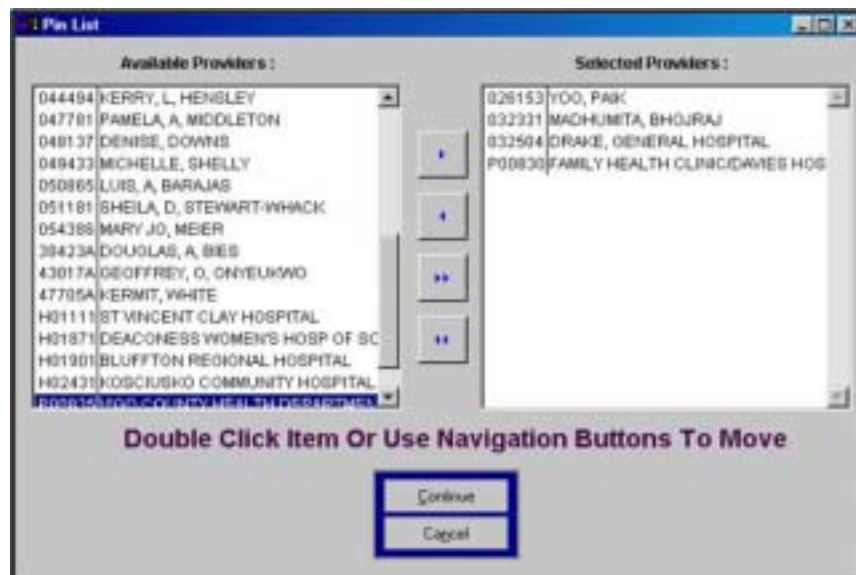 Pin List
Available Providers :
044494 KERRY, L, HENSLEY
047781 PAMELA, A, MIDDLETON
048137 DENISE, DOWNS
049433 MICHELLE, SHELLY
050865 LUIS, A, BARAJAS
051181 SHEILA, D, STEWART-WHACK
054386 MARY JO, MEIER
38423A DOUGLAS, A, BIES
43017A GEOFFREY, O, ONYEUKWO
47705A KERMIT, WHITE
H01111 ST VINCENT CLAY HOSPITAL
H01871 DEACONESS WOMEN'S HOSP OF SO
H01901 BLUFFTON REGIONAL HOSPITAL
H02431 KOSCIUSKO COMMUNITY HOSPITAL
COUNTY HEALTH DEPARTMEN
Selected Providers :
026153 YOO, PAIK
032331 MADHUMITA, BHOJRAJ
032504 DRAKE, GENERAL HOSPITAL
P00830 FAMILY HEALTH CLINIC/DAVIES HOS
Double Click Item Or Use Navigation Buttons To Move
Continue
Cancel